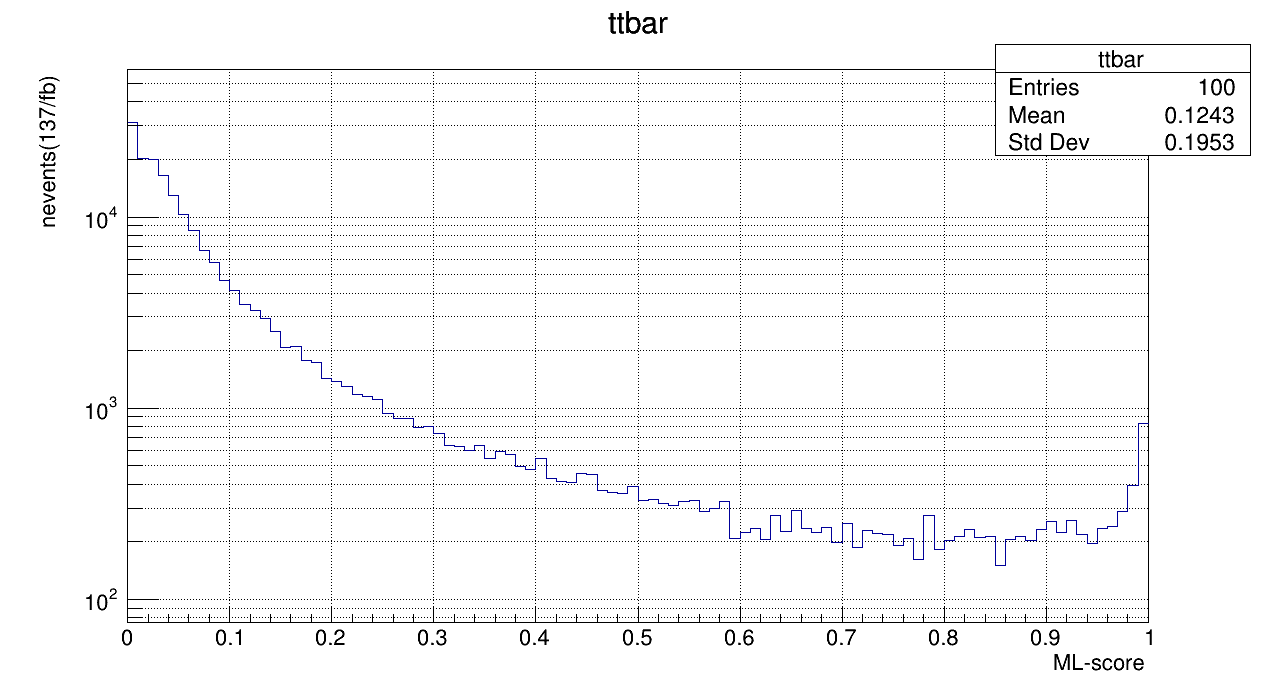 ttbar
ttbar
Entries 100
Mean 0.1243
Std Dev 0.1953
nevents(137/fb)
10^4
10^3
10^2
0 0.1 0.2 0.3 0.4 0.5 0.6 0.7 0.8 0.9 1
ML-score